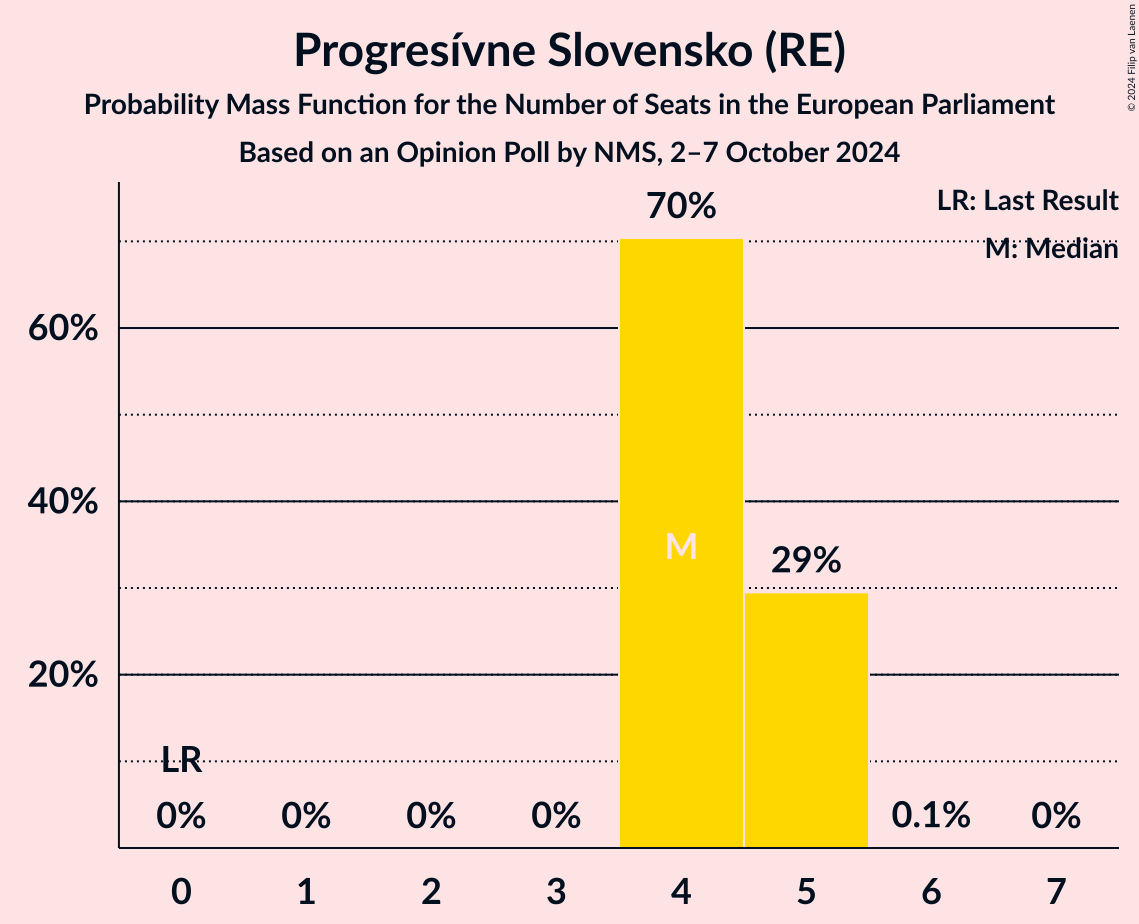 Progresívne Slovensko (RE)
Probability Mass Function for the Number of Seats in the European Parliament
Based on an Opinion Poll by NMS, 2–7 October 2024
© 2024 Filip van Laenen
LR: Last Result
M: Median
70%
60%
40%
M
29%
20%
LR
0% 0% 0% 0% 0.1% 0%
0 1 2 3 4 5 6 7